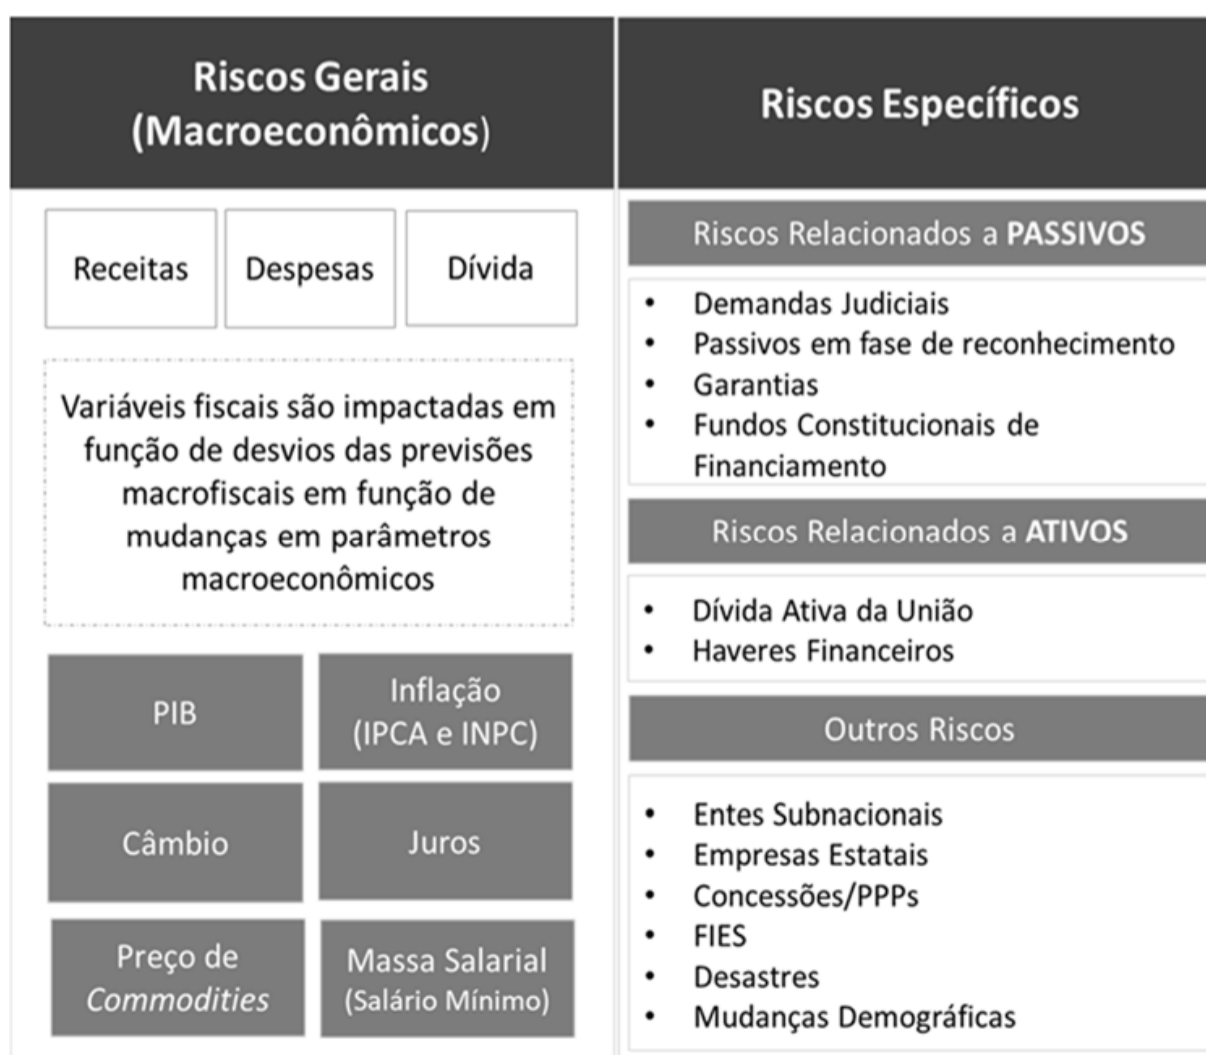 Riscos Gerais
(Macroeconômicos)
Receitas
Despesas
Dívida
Variáveis fiscais são impactadas em
função de desvios das previsões
macrofiscais em função de
mudanças em parâmetros
macroeconômicos
PIB
Inflação
(IPCA e INPC)
Câmbio
Juros
Preço de
Commodities
Massa Salarial
(Salário Mínimo)
Riscos Específicos
Riscos Relacionados a PASSIVOS
• Demandas Judiciais
• Passivos em fase de reconhecimento
• Garantias
• Fundos Constitucionais de
Financiamento
Riscos Relacionados a ATIVOS
• Dívida Ativa da União
• Haveres Financeiros
Outros Riscos
• Entes Subnacionais
• Empresas Estatais
• Concessões/PPPs
• FIES
• Desastres
• Mudanças Demográficas